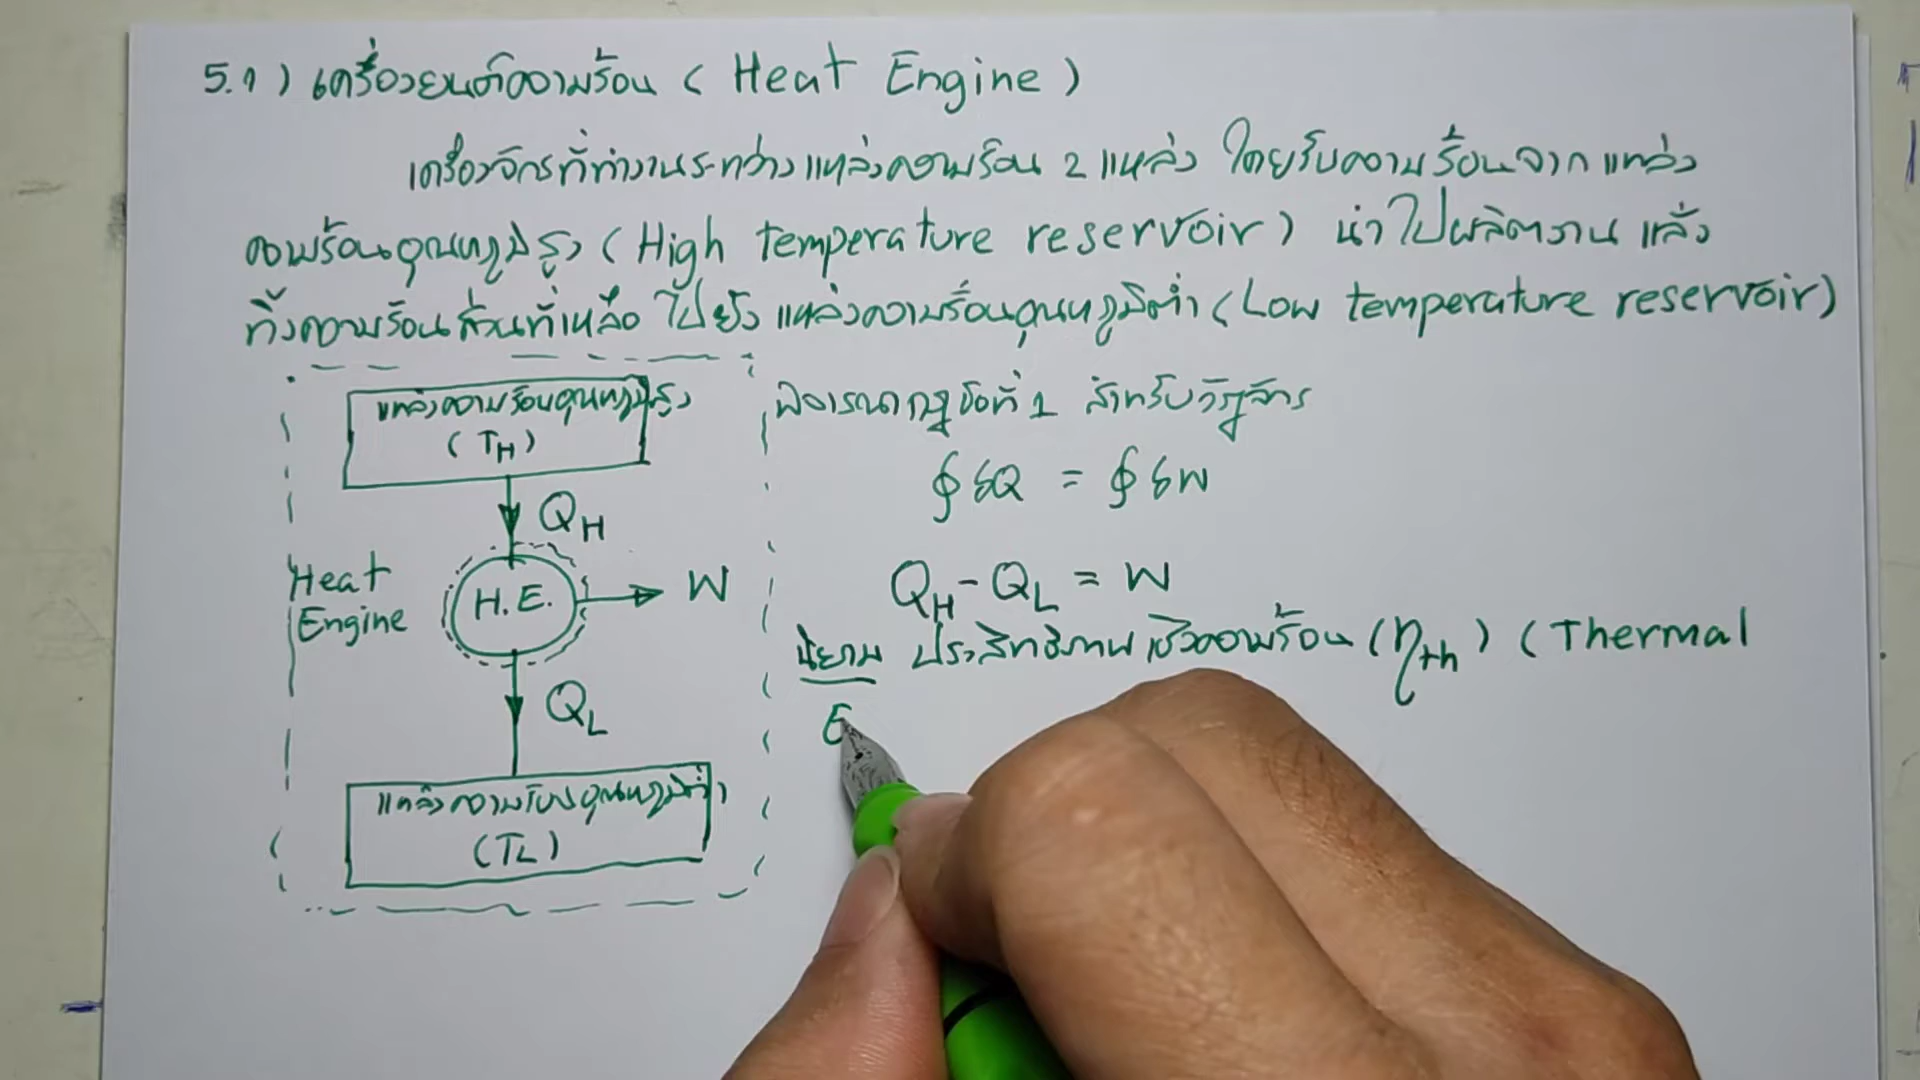 5.1) เครื่องยนต์ความร้อน (Heat Engine)
เครื่องจักรที่ทำงานระหว่างแหล่งความร้อน 2 แหล่ง โดยรับความร้อนจากแหล่ง
ความร้อนอุณหภูมิสูง (High temperature reservoir) นำไปผลิตงาน แล้ว
ทิ้งความร้อนส่วนที่เหลือ ไปยัง แหล่งความร้อนอุณหภูมิต่ำ (Low temperature reservoir)
แหล่งความร้อนอุณหภูมิสูง
(TH)
QH
Heat
Engine
H.E.
W
QL
แหล่งความร้อนอุณหภูมิต่ำ
(TL)
พิจารณากฎข้อที่ 1 สำหรับวัฏจักร
∮δQ = ∮δW
QH - QL = W
นิยาม ประสิทธิภาพเชิงความร้อน (ηth) (Thermal
E